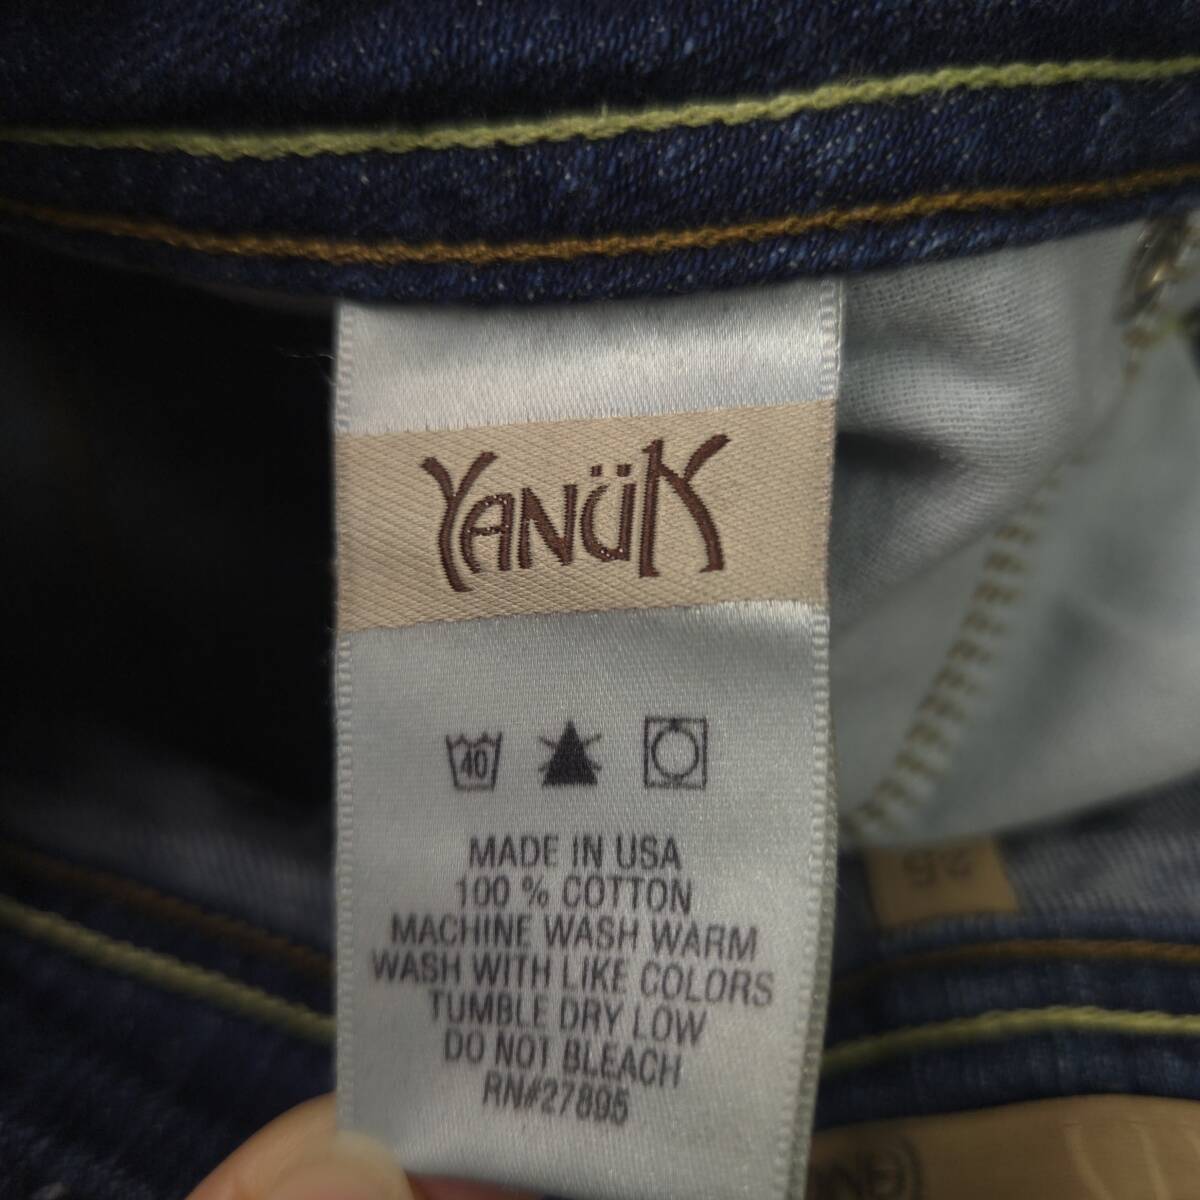 YANÜK
40
MADE IN USA
100 % COTTON
MACHINE WASH WARM
WASH WITH LIKE COLORS
TUMBLE DRY LOW
DO NOT BLEACH
RN#27895
26